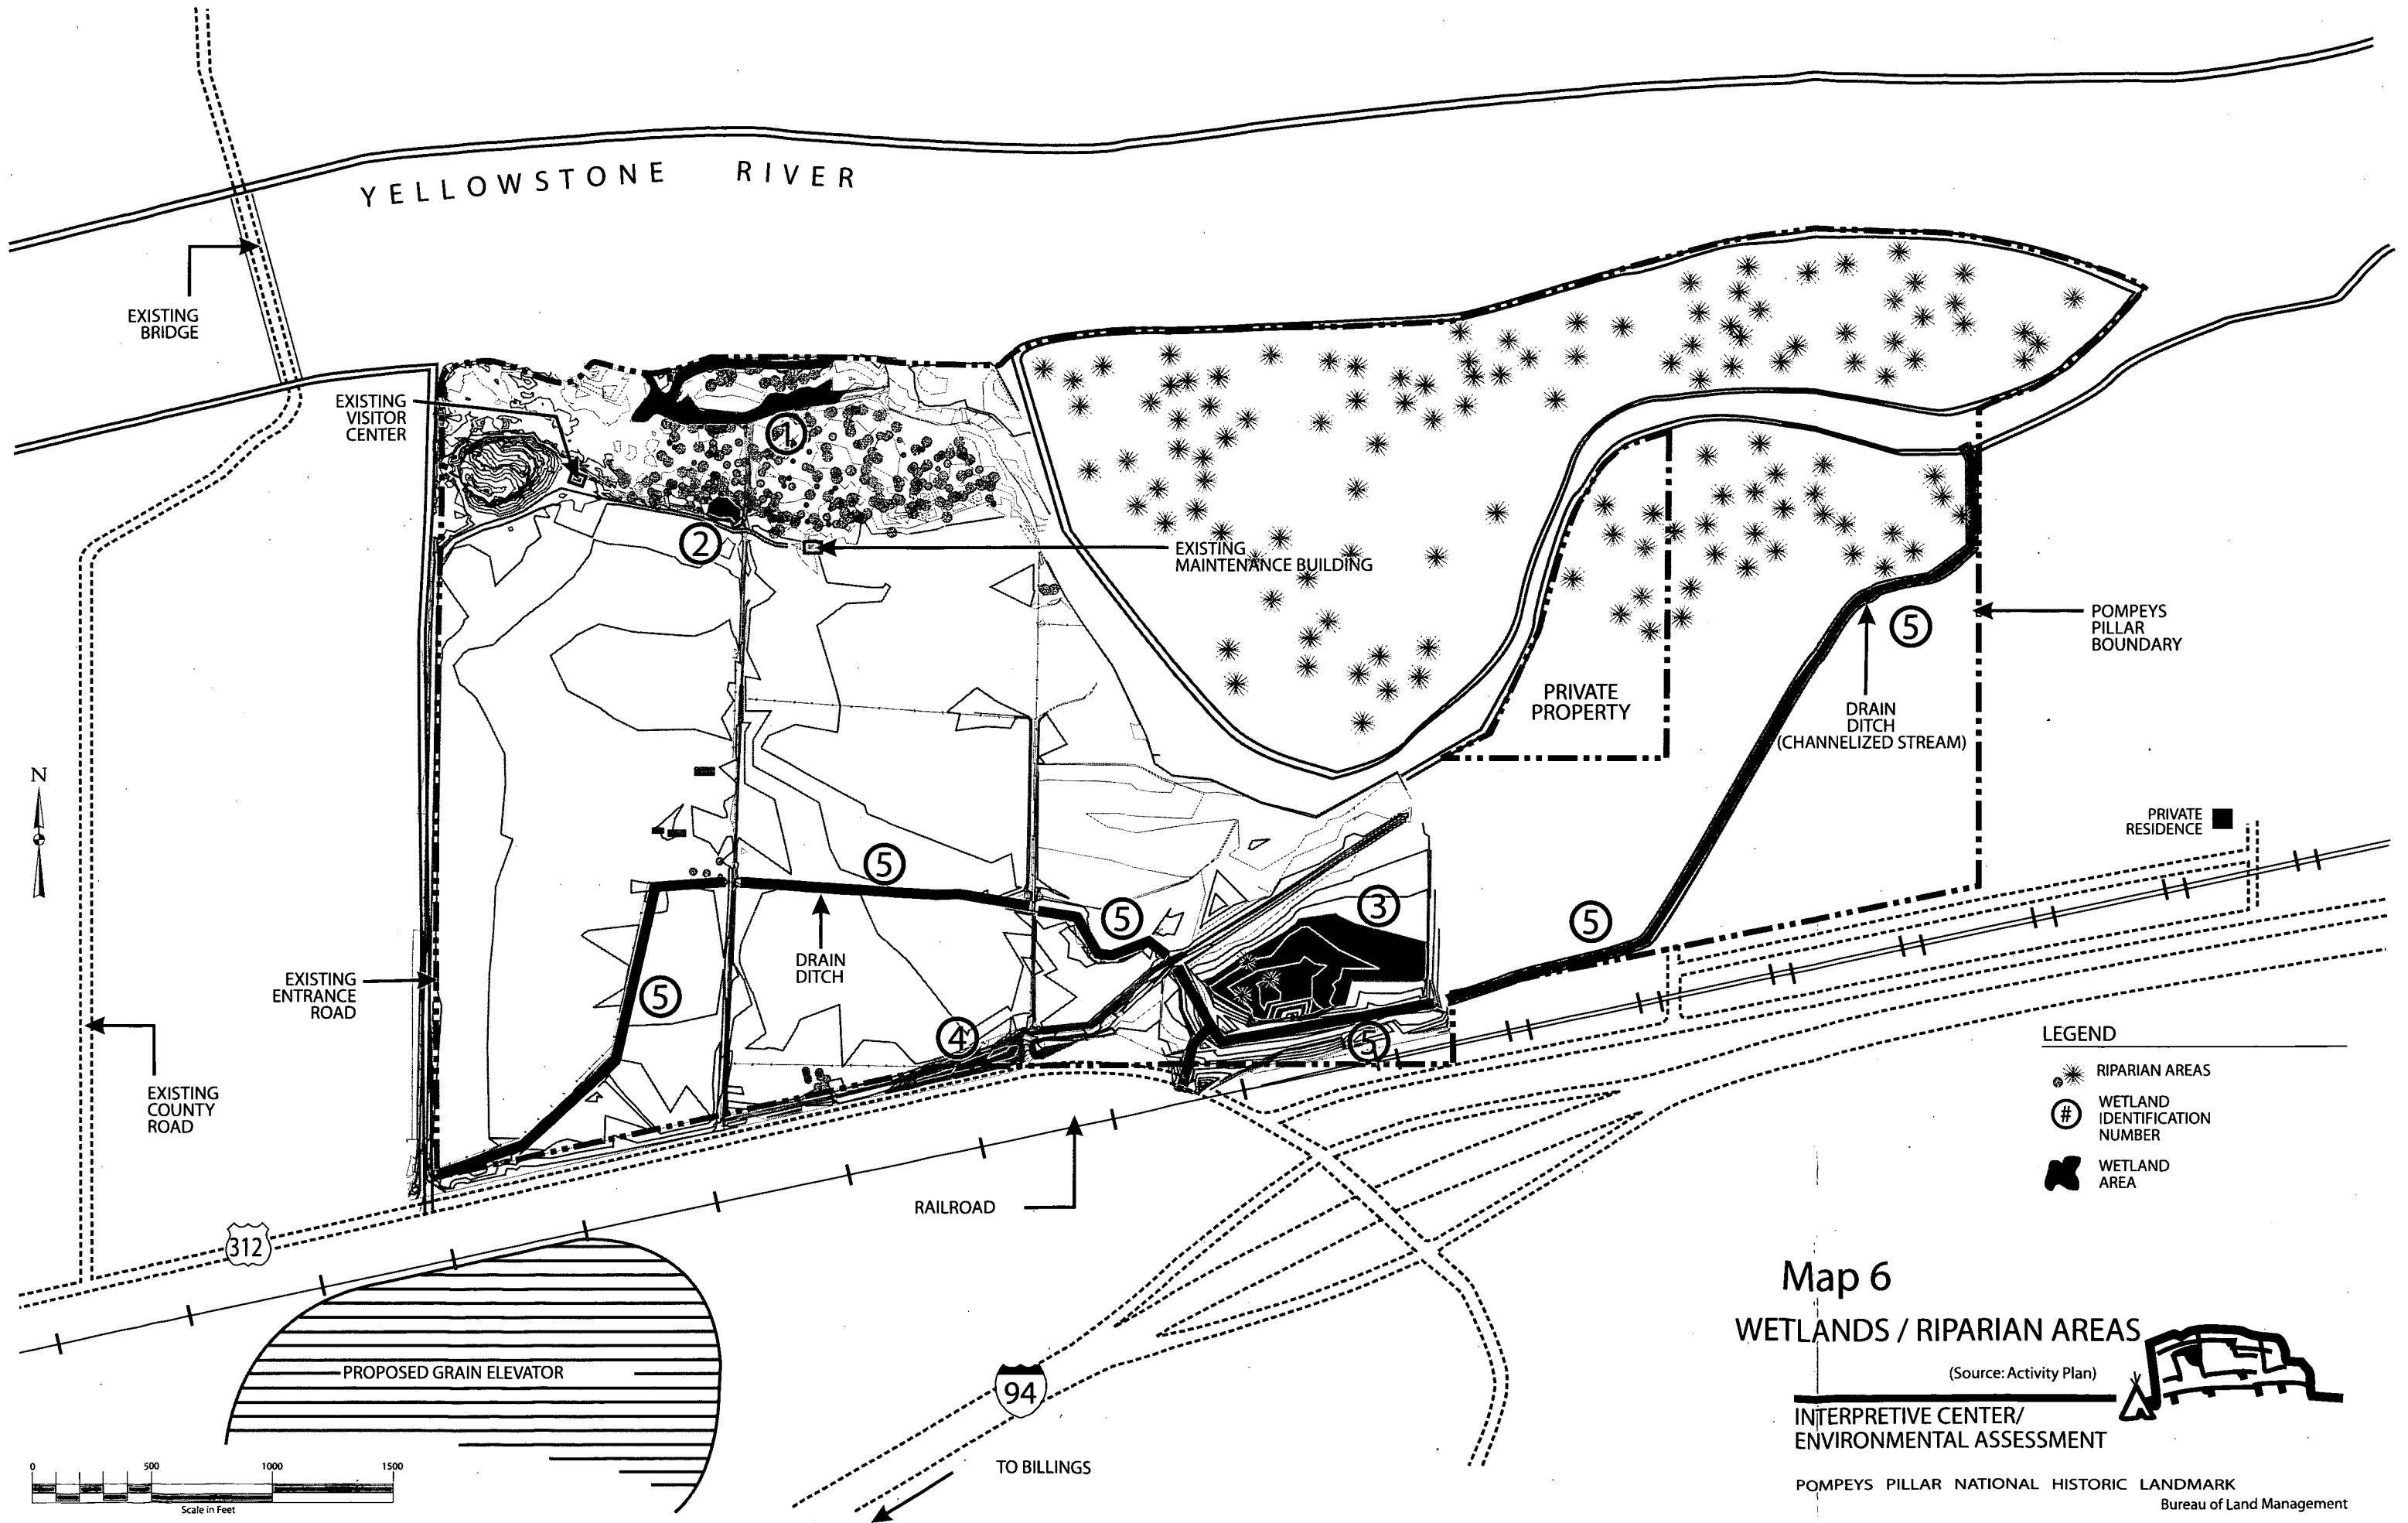 YELLOWSTONE RIVER
EXISTING
BRIDGE
EXISTING
VISITOR
CENTER
1
2
EXISTING
MAINTENANCE BUILDING
5
POMPEYS
PILLAR
BOUNDARY
PRIVATE
PROPERTY
DRAIN
DITCH
(CHANNELIZED STREAM)
N
PRIVATE
RESIDENCE
5
5
3
5
DRAIN
DITCH
5
EXISTING
ENTRANCE
ROAD
4
5
EXISTING
COUNTY
ROAD
LEGEND
RIPARIAN AREAS
#
WETLAND
IDENTIFICATION
NUMBER
WETLAND
AREA
RAILROAD
312
PROPOSED GRAIN ELEVATOR
94
TO BILLINGS
0 500 1000 1500
Scale in Feet
Map 6
WETLANDS / RIPARIAN AREAS
(Source: Activity Plan)
INTERPRETIVE CENTER/
ENVIRONMENTAL ASSESSMENT
POMPEYS PILLAR NATIONAL HISTORIC LANDMARK
Bureau of Land Management